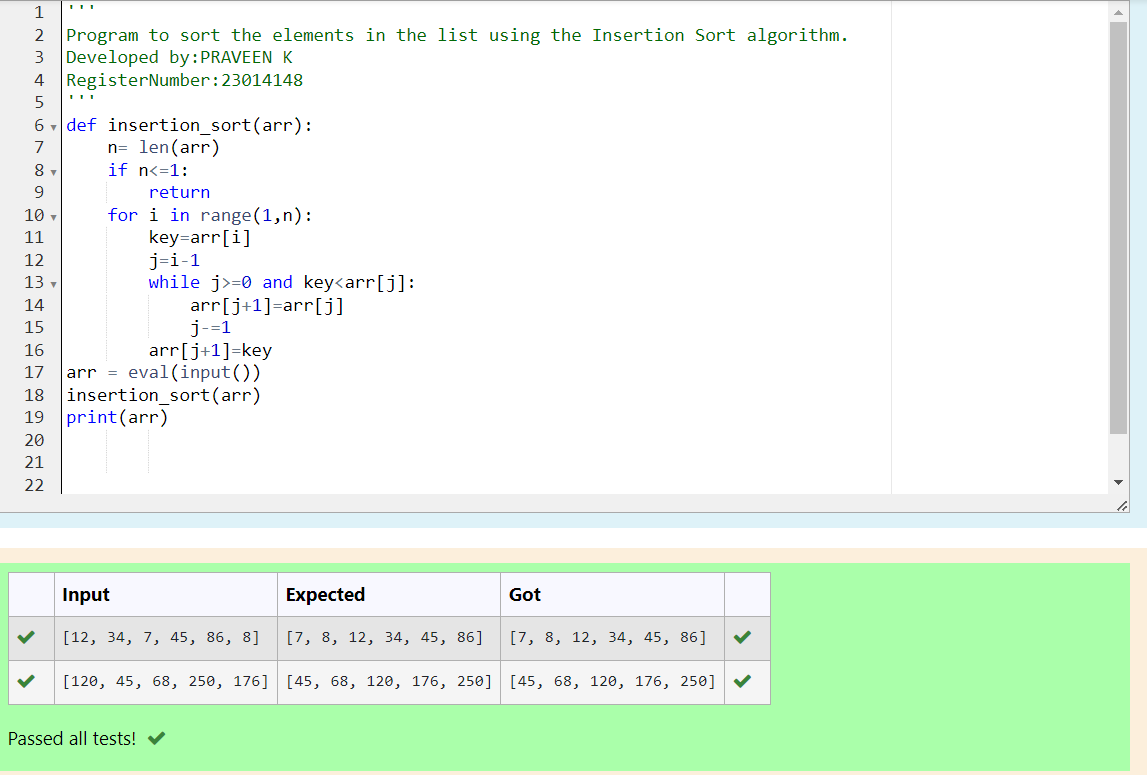 1 '''
2 Program to sort the elements in the list using the Insertion Sort algorithm.
3 Developed by:PRAVEEN K
4 RegisterNumber:23014148
5 '''
6 def insertion_sort(arr):
7     n= len(arr)
8     if n<=1:
9         return
10     for i in range(1,n):
11         key=arr[i]
12         j=i-1
13         while j>=0 and key<arr[j]:
14             arr[j+1]=arr[j]
15             j-=1
16         arr[j+1]=key
17 arr = eval(input())
18 insertion_sort(arr)
19 print(arr)
20
21
22
Input Expected Got
[12, 34, 7, 45, 86, 8] [7, 8, 12, 34, 45, 86] [7, 8, 12, 34, 45, 86]
[120, 45, 68, 250, 176] [45, 68, 120, 176, 250] [45, 68, 120, 176, 250]
Passed all tests!